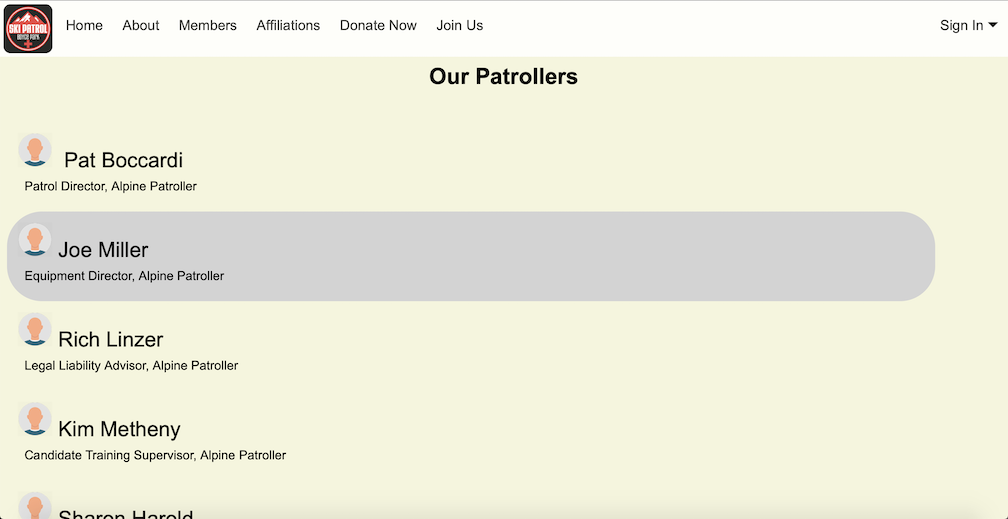 SKI PATROL
BOYCE PARK
Home About Members Affiliations Donate Now Join Us Sign In
Our Patrollers
Pat Boccardi
Patrol Director, Alpine Patroller
Joe Miller
Equipment Director, Alpine Patroller
Rich Linzer
Legal Liability Advisor, Alpine Patroller
Kim Metheny
Candidate Training Supervisor, Alpine Patroller
Sharon Harold